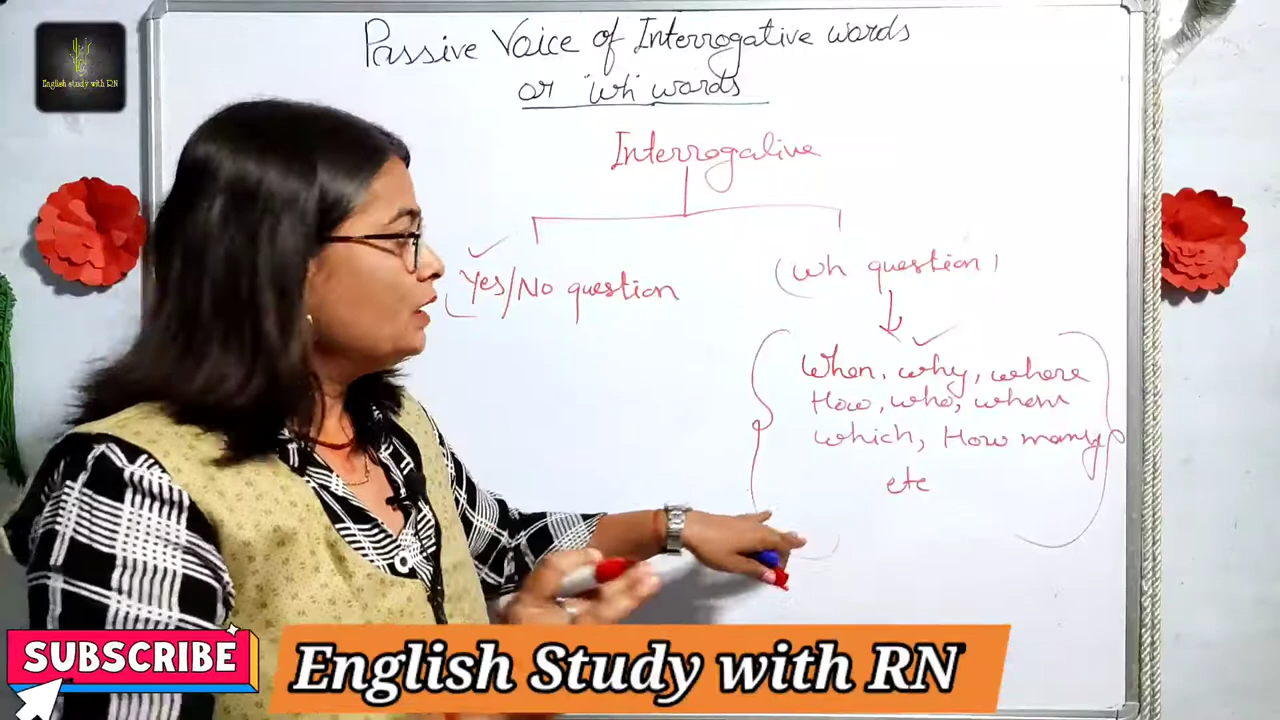 English study with RN
Passive Voice of Interrogative words
or 'wh' words
Interrogative
Yes/No question
(Wh question)
When, why, where
How, who, whom
which, How many
etc
SUBSCRIBE
English Study with RN